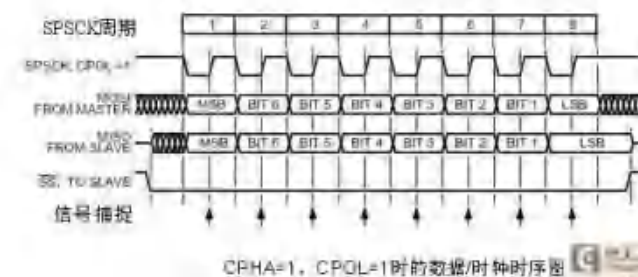 SPSCK周期 1 2 3 4 5 6 7 8
SPSCK, CPOL=1
MOSI
FROM MASTER MSB BIT 6 BIT 5 BIT 4 BIT 3 BIT 2 BIT 1 LSB
MISO
FROM SLAVE MSB BIT 6 BIT 5 BIT 4 BIT 3 BIT 2 BIT 1 LSB
SS, TO SLAVE
信号捕捉
CPHA=1, CPOL=1时的数据/时钟时序图